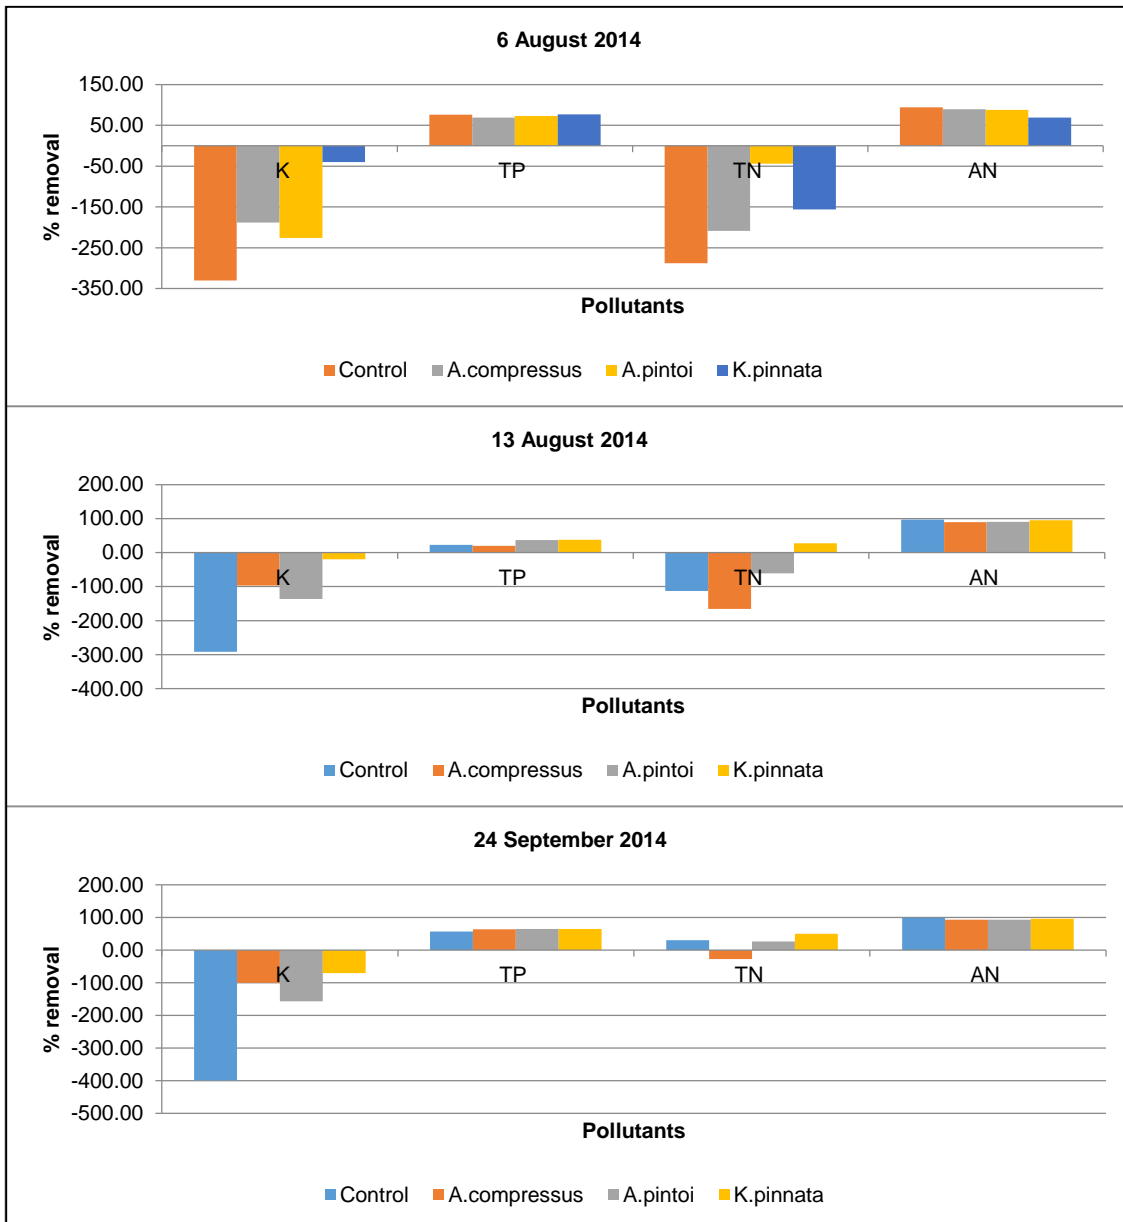 6 August 2014
150.00
50.00
-50.00
-150.00
-250.00
-350.00
% removal
K TP TN AN
Pollutants
Control A.compressus A.pintoi K.pinnata
13 August 2014
200.00
100.00
0.00
-100.00
-200.00
-300.00
-400.00
% removal
K TP TN AN
Pollutants
Control A.compressus A.pintoi K.pinnata
24 September 2014
200.00
100.00
0.00
-100.00
-200.00
-300.00
-400.00
-500.00
% removal
K TP TN AN
Pollutants
Control A.compressus A.pintoi K.pinnata